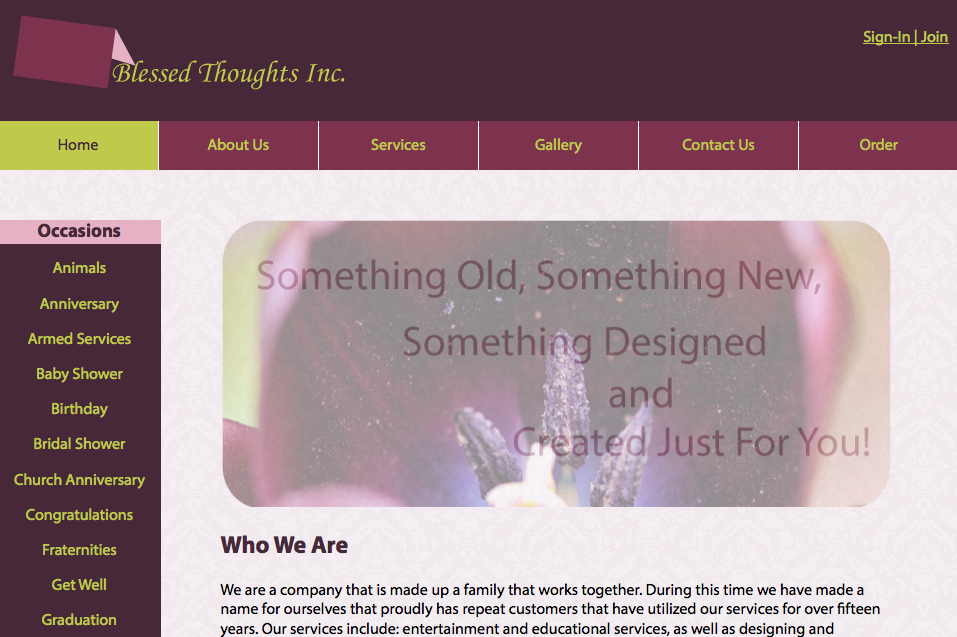 Blessed Thoughts Inc.
Sign-In | Join
Home
About Us
Services
Gallery
Contact Us
Order
Occasions
Animals
Anniversary
Armed Services
Baby Shower
Birthday
Bridal Shower
Church Anniversary
Congratulations
Fraternities
Get Well
Graduation
Something Old, Something New,
Something Designed
and
Created Just For You!
Who We Are
We are a company that is made up a family that works together. During this time we have made a
name for ourselves that proudly has repeat customers that have utilized our services for over fifteen
years. Our services include: entertainment and educational services, as well as designing and